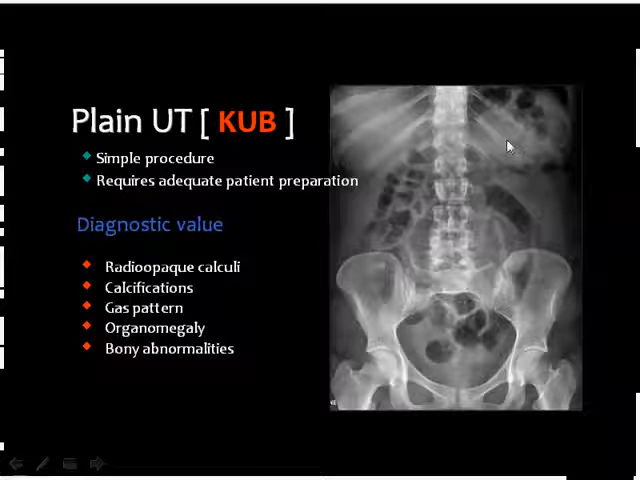 Plain UT [ KUB ]
Simple procedure
Requires adequate patient preparation
Diagnostic value
Radioopaque calculi
Calcifications
Gas pattern
Organomegaly
Bony abnormalities